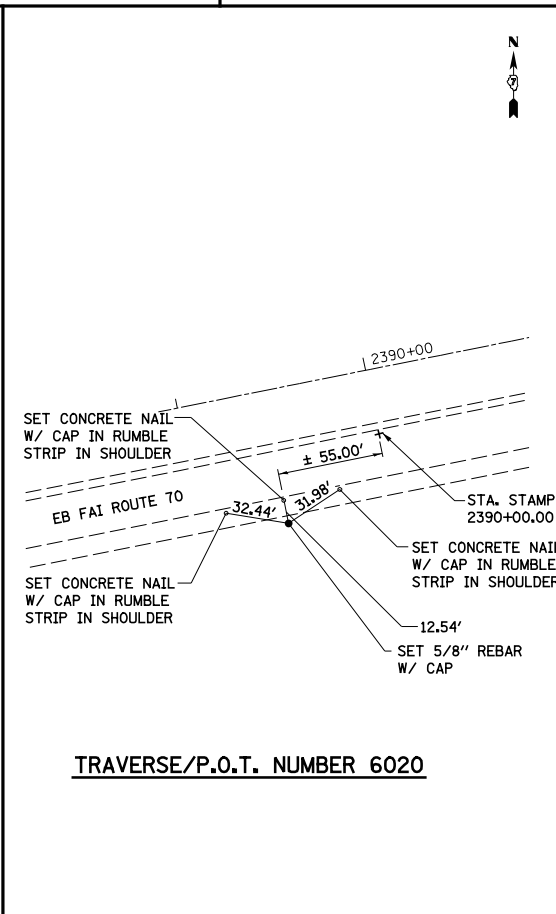 N
2390+00
SET CONCRETE NAIL
W/ CAP IN RUMBLE
STRIP IN SHOULDER
± 55.00'
EB FAI ROUTE 70
32.44'
31.98'
STA. STAMP
2390+00.00
SET CONCRETE NAIL
W/ CAP IN RUMBLE
STRIP IN SHOULDER
SET CONCRETE NAIL
W/ CAP IN RUMBLE
STRIP IN SHOULDER
12.54'
SET 5/8" REBAR
W/ CAP
TRAVERSE/P.O.T. NUMBER 6020